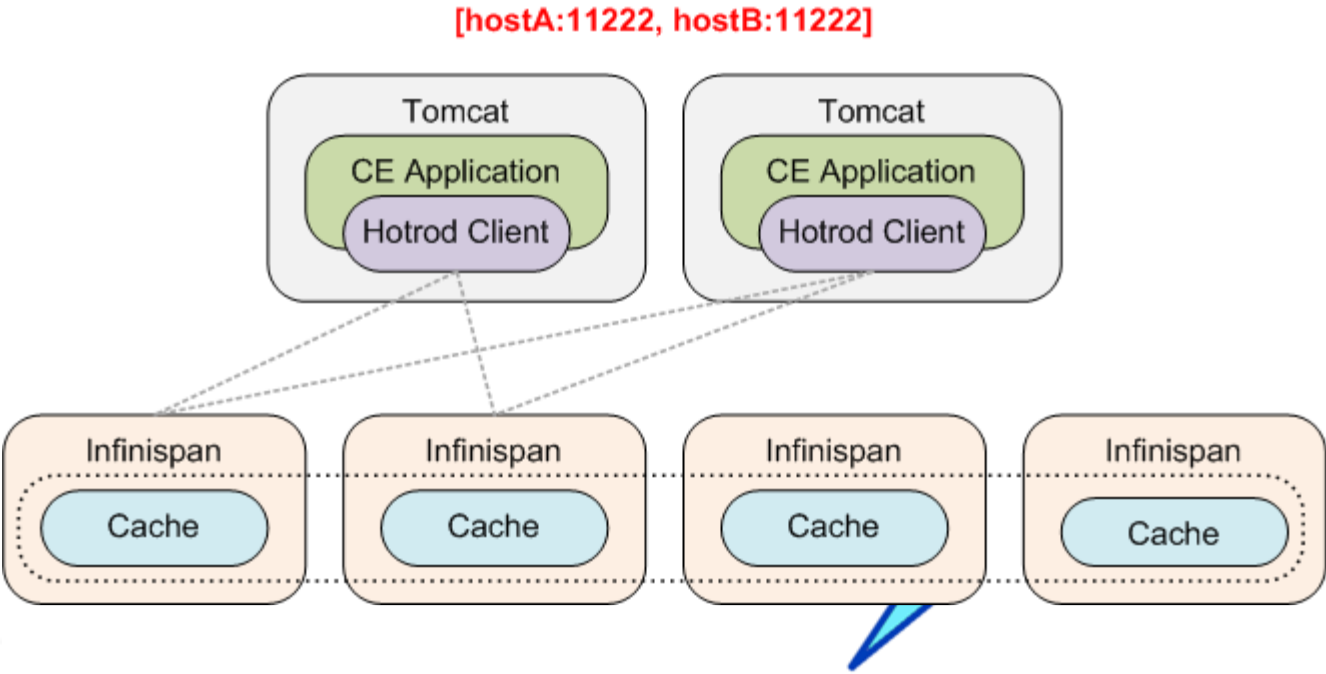 [hostA:11222, hostB:11222]
Tomcat
CE Application
Hotrod Client
Tomcat
CE Application
Hotrod Client
Infinispan
Cache
Infinispan
Cache
Infinispan
Cache
Infinispan
Cache